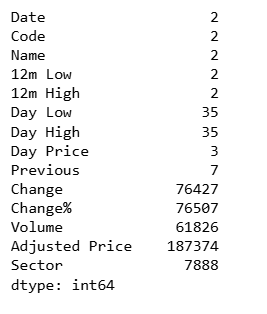 Date 2
Code 2
Name 2
12m Low 2
12m High 2
Day Low 35
Day High 35
Day Price 3
Previous 7
Change 76427
Change% 76507
Volume 61826
Adjusted Price 187374
Sector 7888
dtype: int64